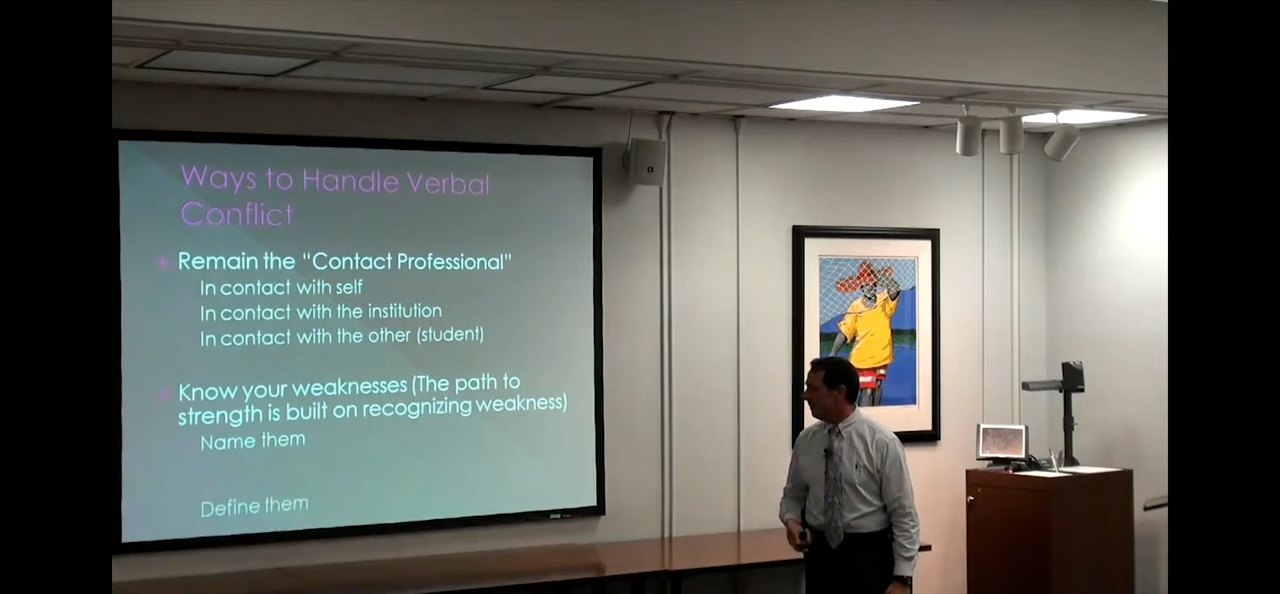 Ways to Handle Verbal
Conflict
Remain the “Contact Professional”
In contact with self
In contact with the institution
In contact with the other (student)
Know your weaknesses (The path to
strength is built on recognizing weakness)
Name them
Define them